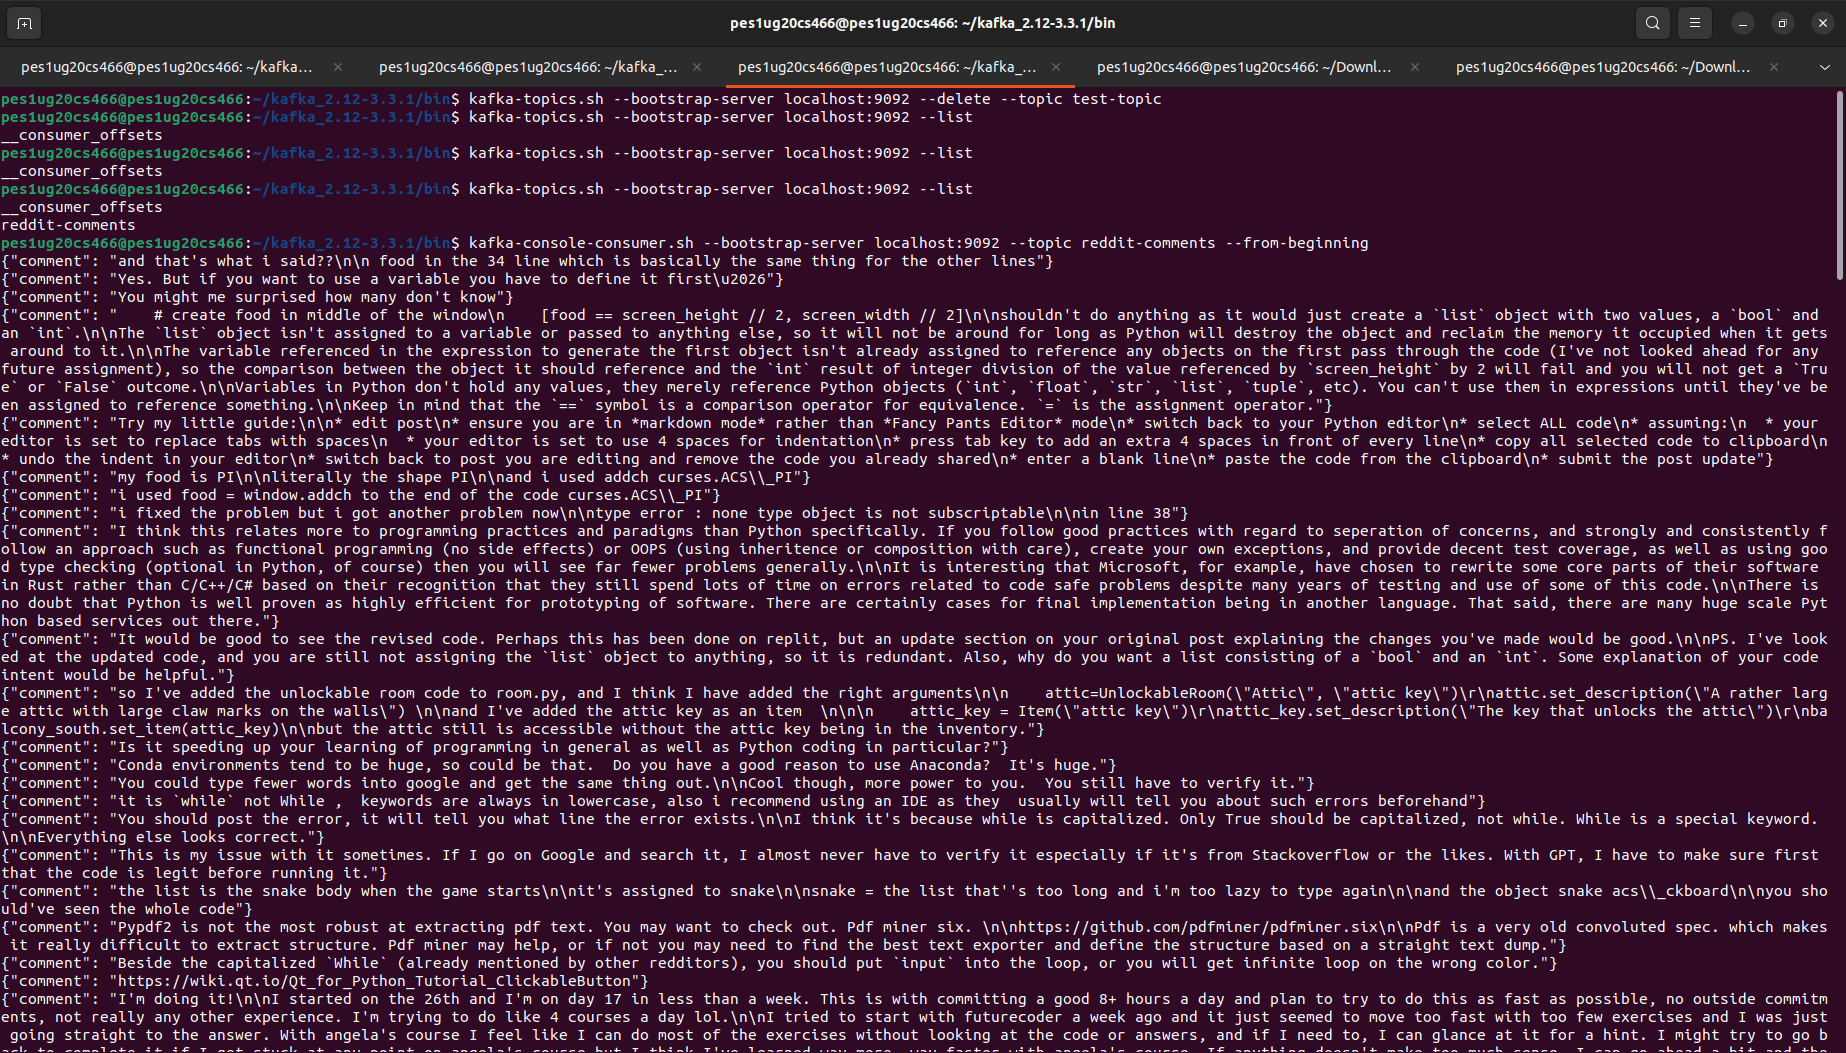 pes1ug20cs466@pes1ug20cs466: ~/kafka_2.12-3.3.1/bin
pes1ug20cs466@pes1ug20cs466: ~/kafka... × pes1ug20cs466@pes1ug20cs466: ~/kafka_... × pes1ug20cs466@pes1ug20cs466: ~/kafka_... × pes1ug20cs466@pes1ug20cs466: ~/Downl... × pes1ug20cs466@pes1ug20cs466: ~/Downl... ×
pes1ug20cs466@pes1ug20cs466:~/kafka_2.12-3.3.1/bin$ kafka-topics.sh --bootstrap-server localhost:9092 --delete --topic test-topic
pes1ug20cs466@pes1ug20cs466:~/kafka_2.12-3.3.1/bin$ kafka-topics.sh --bootstrap-server localhost:9092 --list
__consumer_offsets
pes1ug20cs466@pes1ug20cs466:~/kafka_2.12-3.3.1/bin$ kafka-topics.sh --bootstrap-server localhost:9092 --list
__consumer_offsets
pes1ug20cs466@pes1ug20cs466:~/kafka_2.12-3.3.1/bin$ kafka-topics.sh --bootstrap-server localhost:9092 --list
__consumer_offsets
reddit-comments
pes1ug20cs466@pes1ug20cs466:~/kafka_2.12-3.3.1/bin$ kafka-console-consumer.sh --bootstrap-server localhost:9092 --topic reddit-comments --from-beginning
{"comment": "and that's what i said??\n\n food in the 34 line which is basically the same thing for the other lines"}
{"comment": "Yes. But if you want to use a variable you have to define it first\u2026"}
{"comment": "You might me surprised how many don't know"}
{"comment": "    # create food in middle of the window\n    [food == screen_height // 2, screen_width // 2]\n\nshouldn't do anything as it would just create a `list` object with two values, a `bool` and
an `int`.\n\nThe `list` object isn't assigned to a variable or passed to anything else, so it will not be around for long as Python will destroy the object and reclaim the memory it occupied when it gets
 around to it.\n\nThe variable referenced in the expression to generate the first object isn't already assigned to reference any objects on the first pass through the code (I've not looked ahead for any
future assignment), so the comparison between the object it should reference and the `int` result of integer division of the value referenced by `screen_height` by 2 will fail and you will not get a `Tru
e` or `False` outcome.\n\nVariables in Python don't hold any values, they merely reference Python objects (`int`, `float`, `str`, `list`, `tuple`, etc). You can't use them in expressions until they've be
en assigned to reference something.\n\nKeep in mind that the `==` symbol is a comparison operator for equivalence. `=` is the assignment operator."}
{"comment": "Try my little guide:\n\n* edit post\n* ensure you are in *markdown mode* rather than *Fancy Pants Editor* mode\n* switch back to your Python editor\n* select ALL code\n* assuming:\n  * your
editor is set to replace tabs with spaces\n  * your editor is set to use 4 spaces for indentation\n* press tab key to add an extra 4 spaces in front of every line\n* copy all selected code to clipboard\n
* undo the indent in your editor\n* switch back to post you are editing and remove the code you already shared\n* enter a blank line\n* paste the code from the clipboard\n* submit the post update"}
{"comment": "my food is PI\n\nliterally the shape PI\n\nand i used addch curses.ACS\\_PI"}
{"comment": "i used food = window.addch to the end of the code curses.ACS\\_PI"}
{"comment": "i fixed the problem but i got another problem now\n\ntype error : none type object is not subscriptable\n\nin line 38"}
{"comment": "I think this relates more to programming practices and paradigms than Python specifically. If you follow good practices with regard to seperation of concerns, and strongly and consistently f
ollow an approach such as functional programming (no side effects) or OOPS (using inheritence or composition with care), create your own exceptions, and provide decent test coverage, as well as using goo
d type checking (optional in Python, of course) then you will see far fewer problems generally.\n\nIt is interesting that Microsoft, for example, have chosen to rewrite some core parts of their software
in Rust rather than C/C++/C# based on their recognition that they still spend lots of time on errors related to code safe problems despite many years of testing and use of some of this code.\n\nThere is
no doubt that Python is well proven as highly efficient for prototyping of software. There are certainly cases for final implementation being in another language. That said, there are many huge scale Pyt
hon based services out there."}
{"comment": "It would be good to see the revised code. Perhaps this has been done on replit, but an update section on your original post explaining the changes you've made would be good.\n\nPS. I've look
ed at the updated code, and you are still not assigning the `list` object to anything, so it is redundant. Also, why do you want a list consisting of a `bool` and an `int`. Some explanation of your code
intent would be helpful."}
{"comment": "so I've added the unlockable room code to room.py, and I think I have added the right arguments\n\n    attic=UnlockableRoom(\"Attic\", \"attic key\")\r\nattic.set_description(\"A rather larg
e attic with large claw marks on the walls\") \n\nand I've added the attic key as an item  \n\n\n    attic_key = Item(\"attic key\")\r\nattic_key.set_description(\"The key that unlocks the attic\")\r\nba
lcony_south.set_item(attic_key)\n\nbut the attic still is accessible without the attic key being in the inventory."}
{"comment": "Is it speeding up your learning of programming in general as well as Python coding in particular?"}
{"comment": "Conda environments tend to be huge, so could be that.  Do you have a good reason to use Anaconda?  It's huge."}
{"comment": "You could type fewer words into google and get the same thing out.\n\nCool though, more power to you.  You still have to verify it."}
{"comment": "it is `while` not While ,  keywords are always in lowercase, also i recommend using an IDE as they  usually will tell you about such errors beforehand"}
{"comment": "You should post the error, it will tell you what line the error exists.\n\nI think it's because while is capitalized. Only True should be capitalized, not while. While is a special keyword.
\n\nEverything else looks correct."}
{"comment": "This is my issue with it sometimes. If I go on Google and search it, I almost never have to verify it especially if it's from Stackoverflow or the likes. With GPT, I have to make sure first
that the code is legit before running it."}
{"comment": "the list is the snake body when the game starts\n\nit's assigned to snake\n\nsnake = the list that''s too long and i'm too lazy to type again\n\nand the object snake acs\\_ckboard\n\nyou sho
uld've seen the whole code"}
{"comment": "Pypdf2 is not the most robust at extracting pdf text. You may want to check out. Pdf miner six. \n\nhttps://github.com/pdfminer/pdfminer.six\n\nPdf is a very old convoluted spec. which makes
 it really difficult to extract structure. Pdf miner may help, or if not you may need to find the best text exporter and define the structure based on a straight text dump."}
{"comment": "Beside the capitalized `While` (already mentioned by other redditors), you should put `input` into the loop, or you will get infinite loop on the wrong color."}
{"comment": "https://wiki.qt.io/Qt_for_Python_Tutorial_ClickableButton"}
{"comment": "I'm doing it!\n\nI started on the 26th and I'm on day 17 in less than a week. This is with committing a good 8+ hours a day and plan to try to do this as fast as possible, no outside commitm
ents, not really any other experience. I'm trying to do like 4 courses a day lol.\n\nI tried to start with futurecoder a week ago and it just seemed to move too fast with too few exercises and I was just
 going straight to the answer. With angela's course I feel like I can do most of the exercises without looking at the code or answers, and if I need to, I can glance at it for a hint. I might try to go b